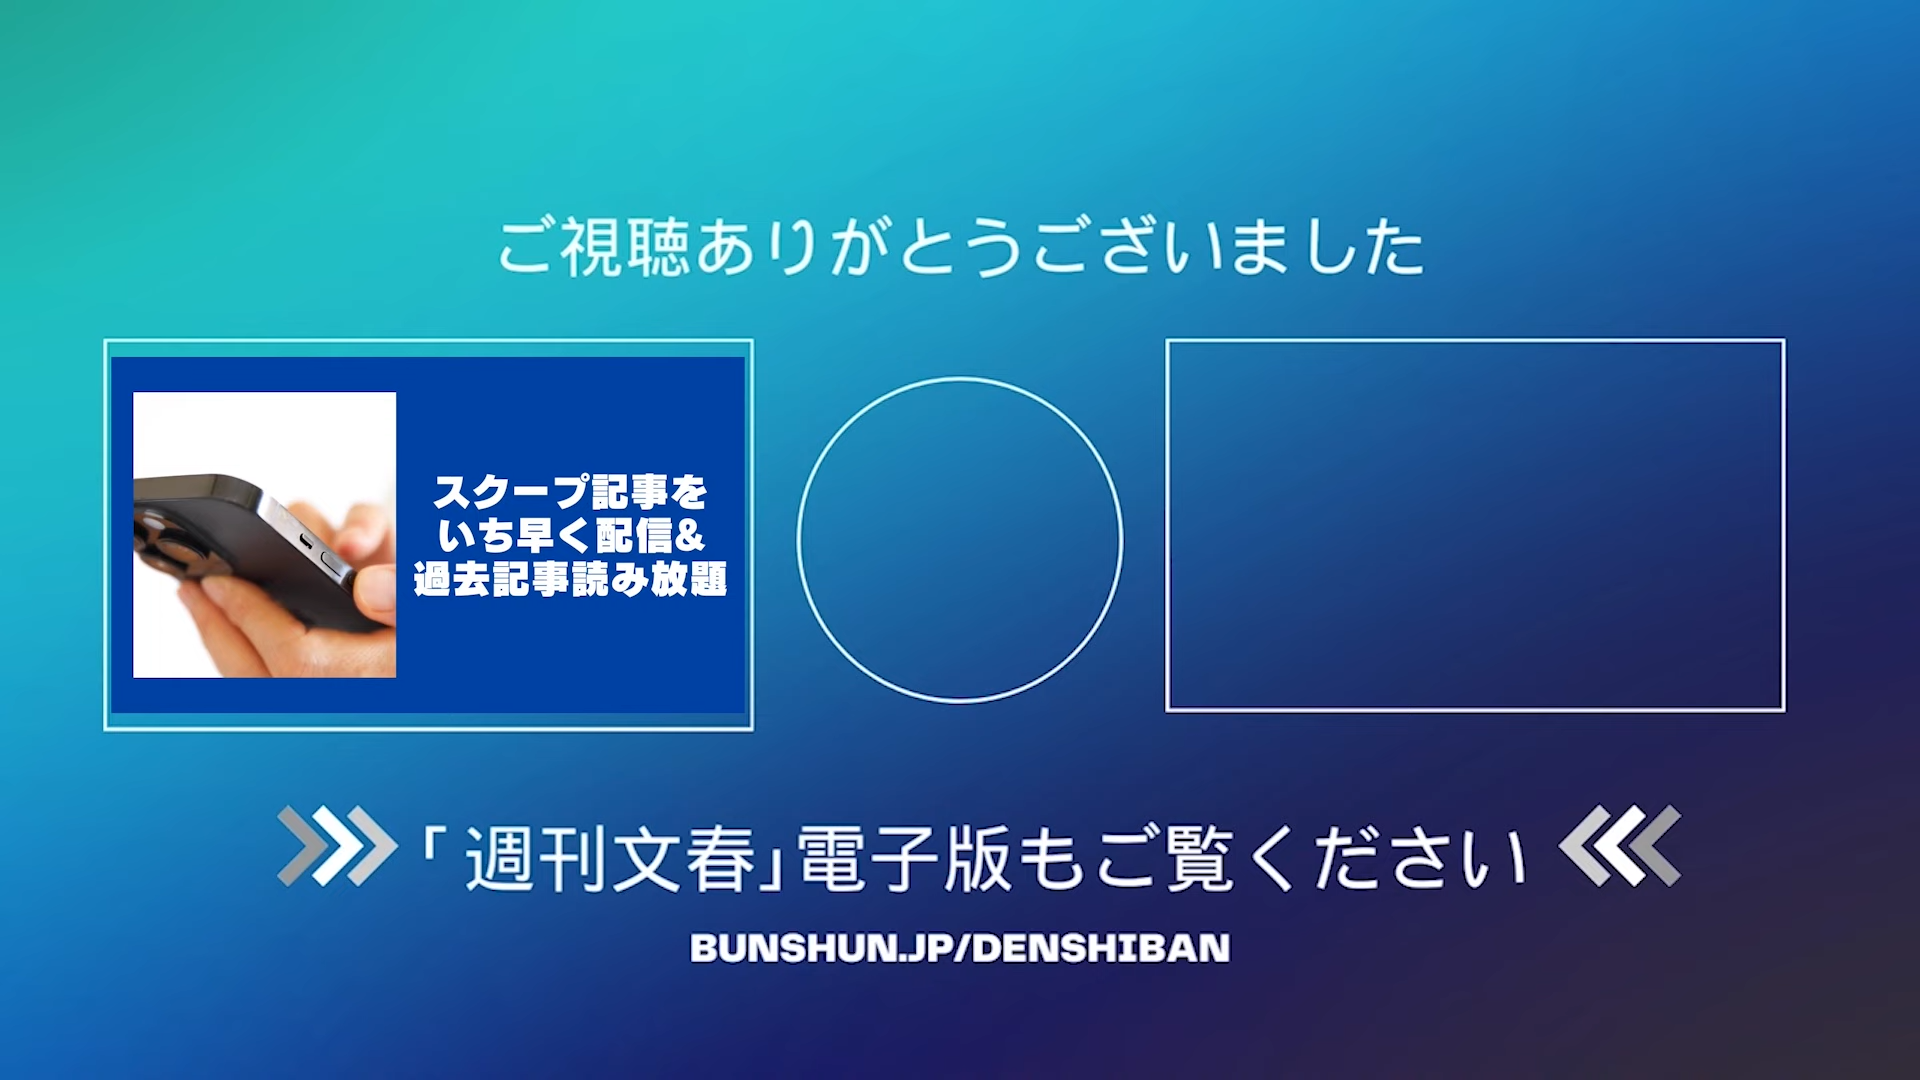 ご視聴ありがとうございました
スクープ記事を
いち早く配信&
過去記事読み放題
「週刊文春」電子版もご覧ください
BUNSHUN.JP/DENSHIBAN